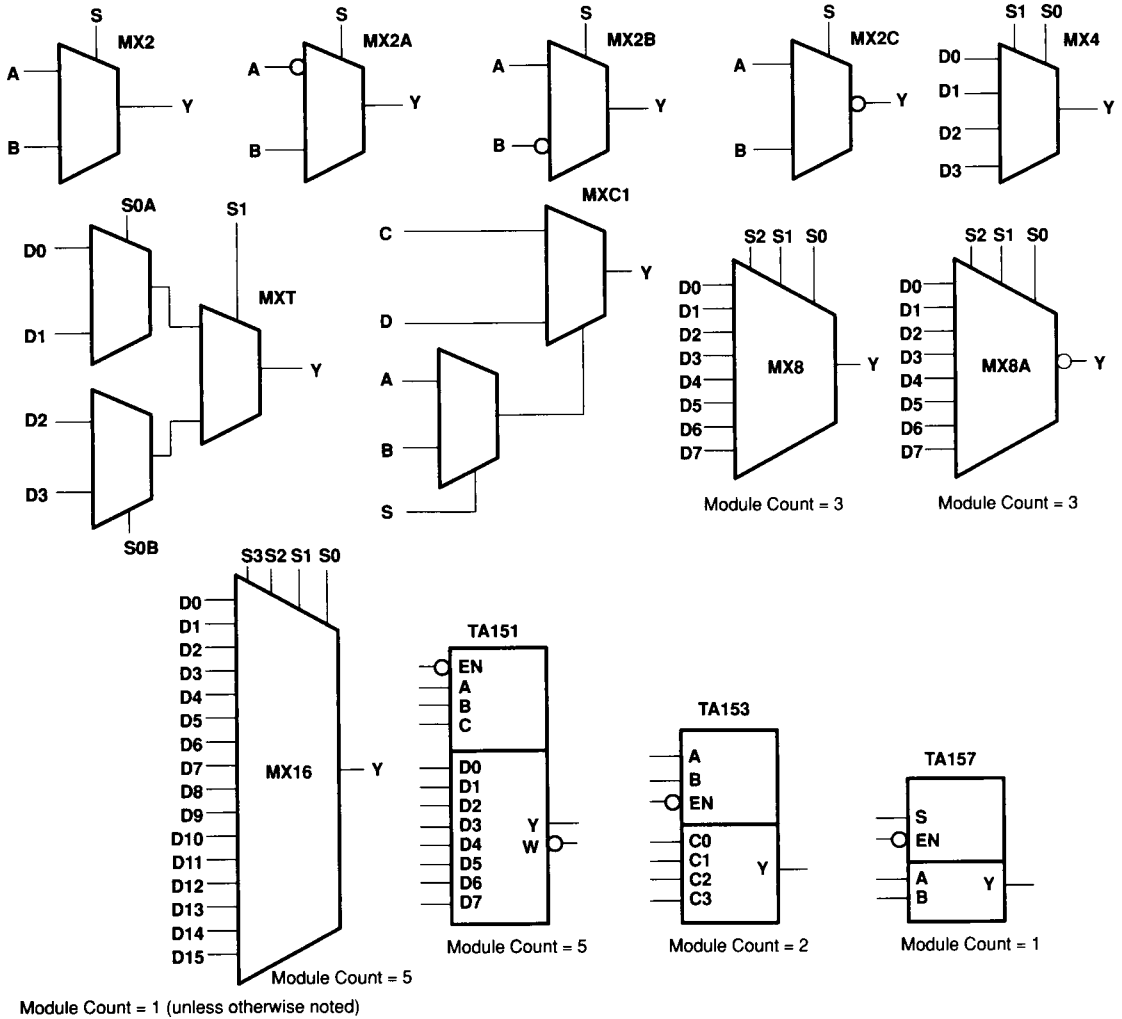 S
MX2
A
B
Y
S
MX2A
A
B
Y
S
MX2B
A
B
Y
S
MX2C
A
B
Y
S1 S0
MX4
D0
D1
D2
D3
Y
S0A
S1
D0
D1
MXT
Y
D2
D3
S0B
MXC1
C
D
Y
A
B
S
S2 S1 S0
D0
D1
D2
D3
D4
D5
D6
D7
MX8
Y
Module Count = 3
S2 S1 S0
D0
D1
D2
D3
D4
D5
D6
D7
MX8A
Y
Module Count = 3
S3 S2 S1 S0
D0
D1
D2
D3
D4
D5
D6
D7
D8
D9
D10
D11
D12
D13
D14
D15
MX16
Y
Module Count = 5
TA151
EN
A
B
C
D0
D1
D2
D3
D4
D5
D6
D7
Y
W
Module Count = 5
TA153
A
B
EN
C0
C1
C2
C3
Y
Module Count = 2
TA157
S
EN
A
B
Y
Module Count = 1
Module Count = 1 (unless otherwise noted)